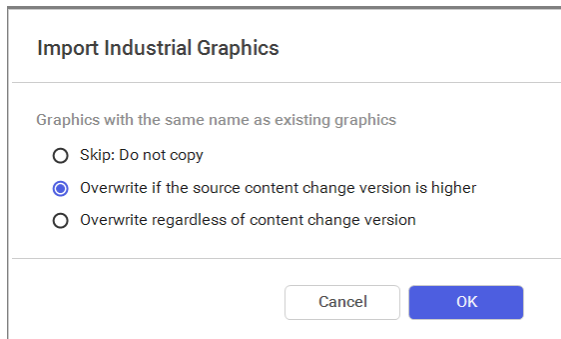 Import Industrial Graphics
Graphics with the same name as existing graphics
Skip: Do not copy
Overwrite if the source content change version is higher
Overwrite regardless of content change version
Cancel
OK